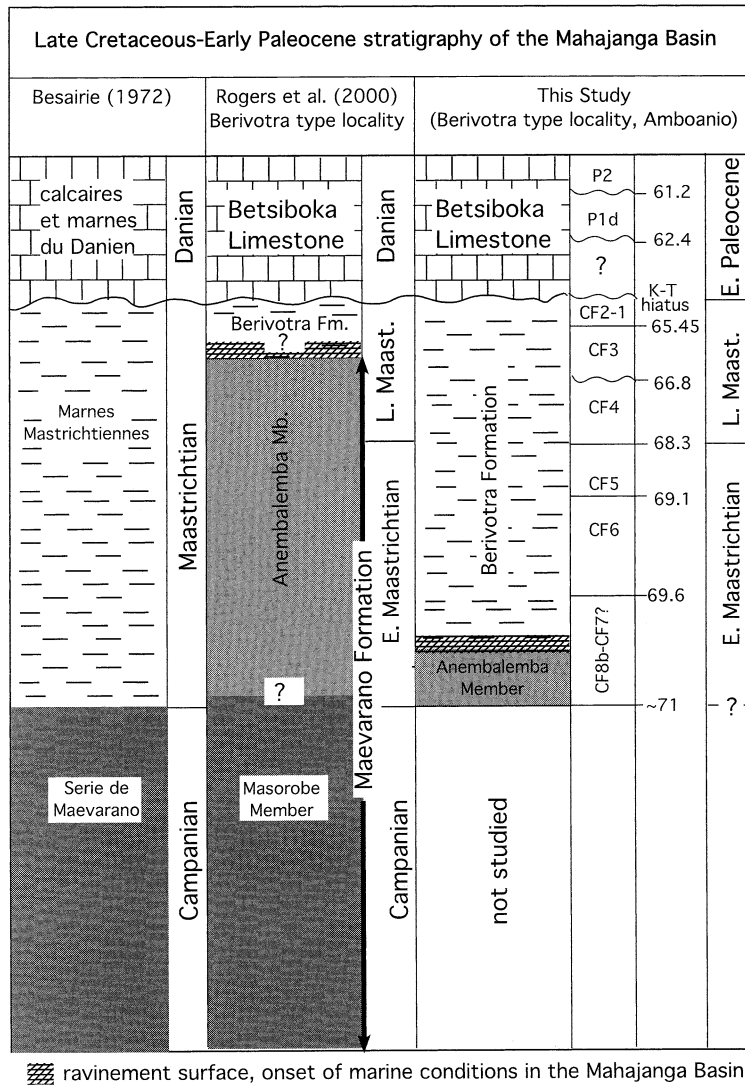 Late Cretaceous-Early Paleocene stratigraphy of the Mahajanga Basin
Besairie (1972)
Rogers et al. (2000)
Berivotra type locality
This Study
(Berivotra type locality, Amboanio)
calcaires
et marnes
du Danien
Danian
Betsiboka
Limestone
Danian
Betsiboka
Limestone
P2
61.2
P1d
62.4
?
K-T
hiatus
E. Paleocene
Marnes
Mastrichtiennes
Maastrichtian
Berivotra Fm.
?
Anembalemba Mb.
?
L. Maast.
E. Maastrichtian
Maevarano Formation
Berivotra Formation
CF2-1
65.45
CF3
66.8
CF4
68.3
CF5
69.1
CF6
69.6
CF8b-CF7?
~71
L. Maast.
E. Maastrichtian
?
Anembalemba
Member
Serie de
Maevarano
Campanian
Masorobe
Member
Campanian
not studied
ravinement surface, onset of marine conditions in the Mahajanga Basin